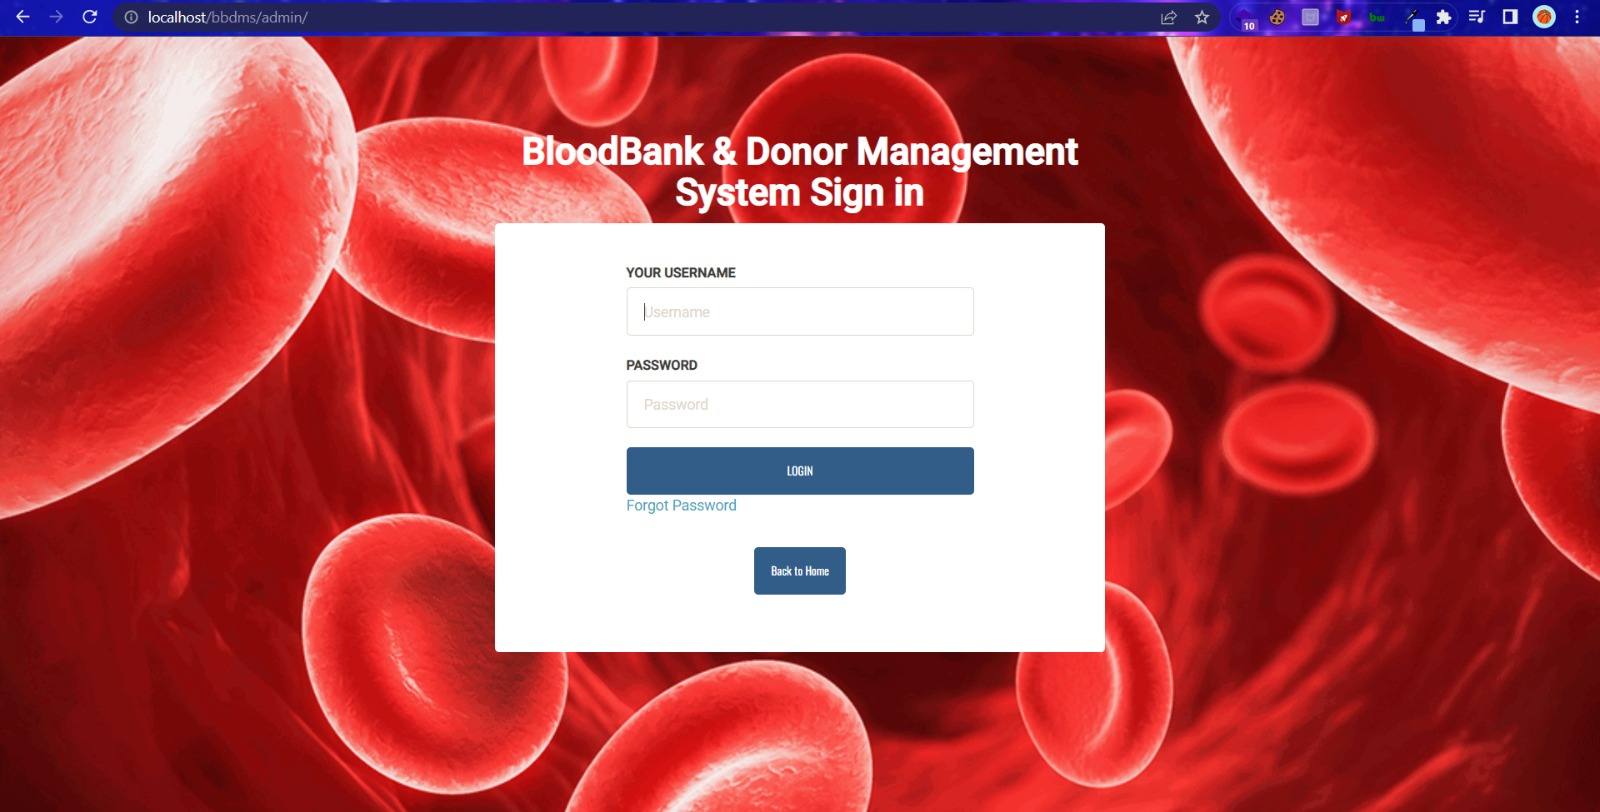 localhost/bbdms/admin/
10
bw
BloodBank & Donor Management
System Sign in
YOUR USERNAME
Username
PASSWORD
Password
LOGIN
Forgot Password
Back to Home